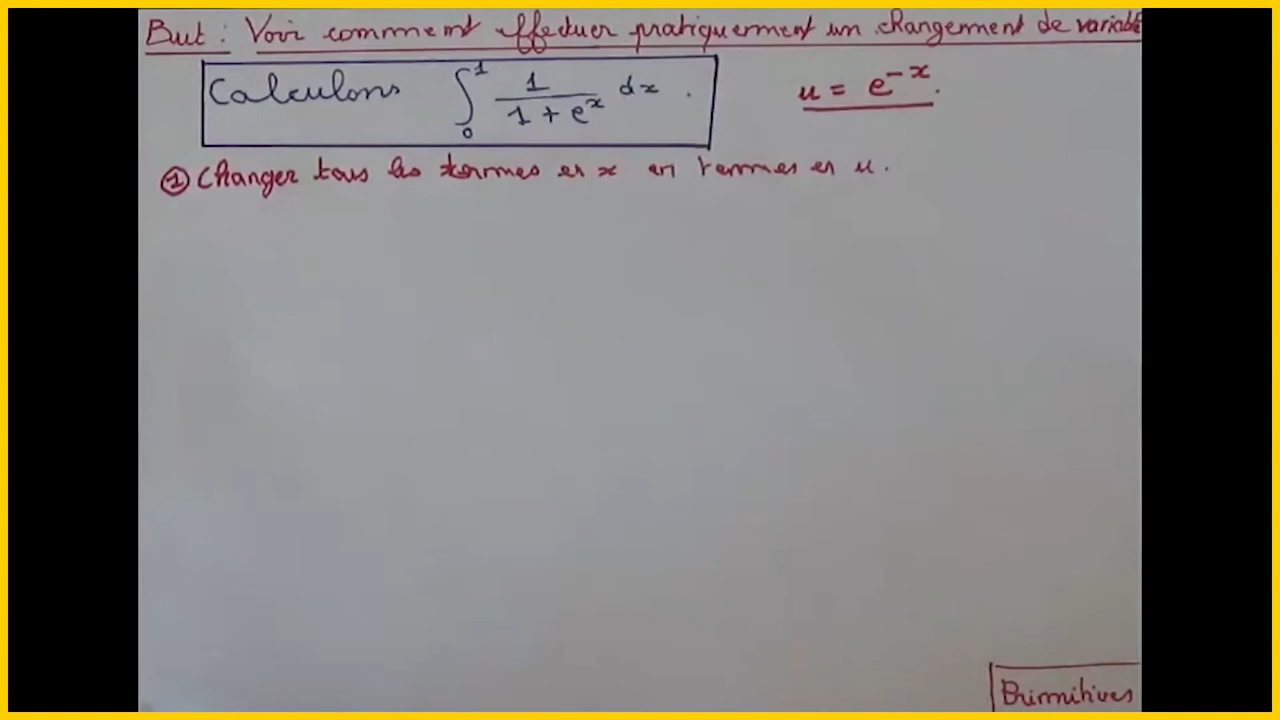 But : Voir comment effectuer pratiquement un changement de variable
Calculons ∫₀¹ 1/(1 + eˣ) dx .
u = e⁻ˣ.
① Changer tous les termes en x en termes en u.
Primitives